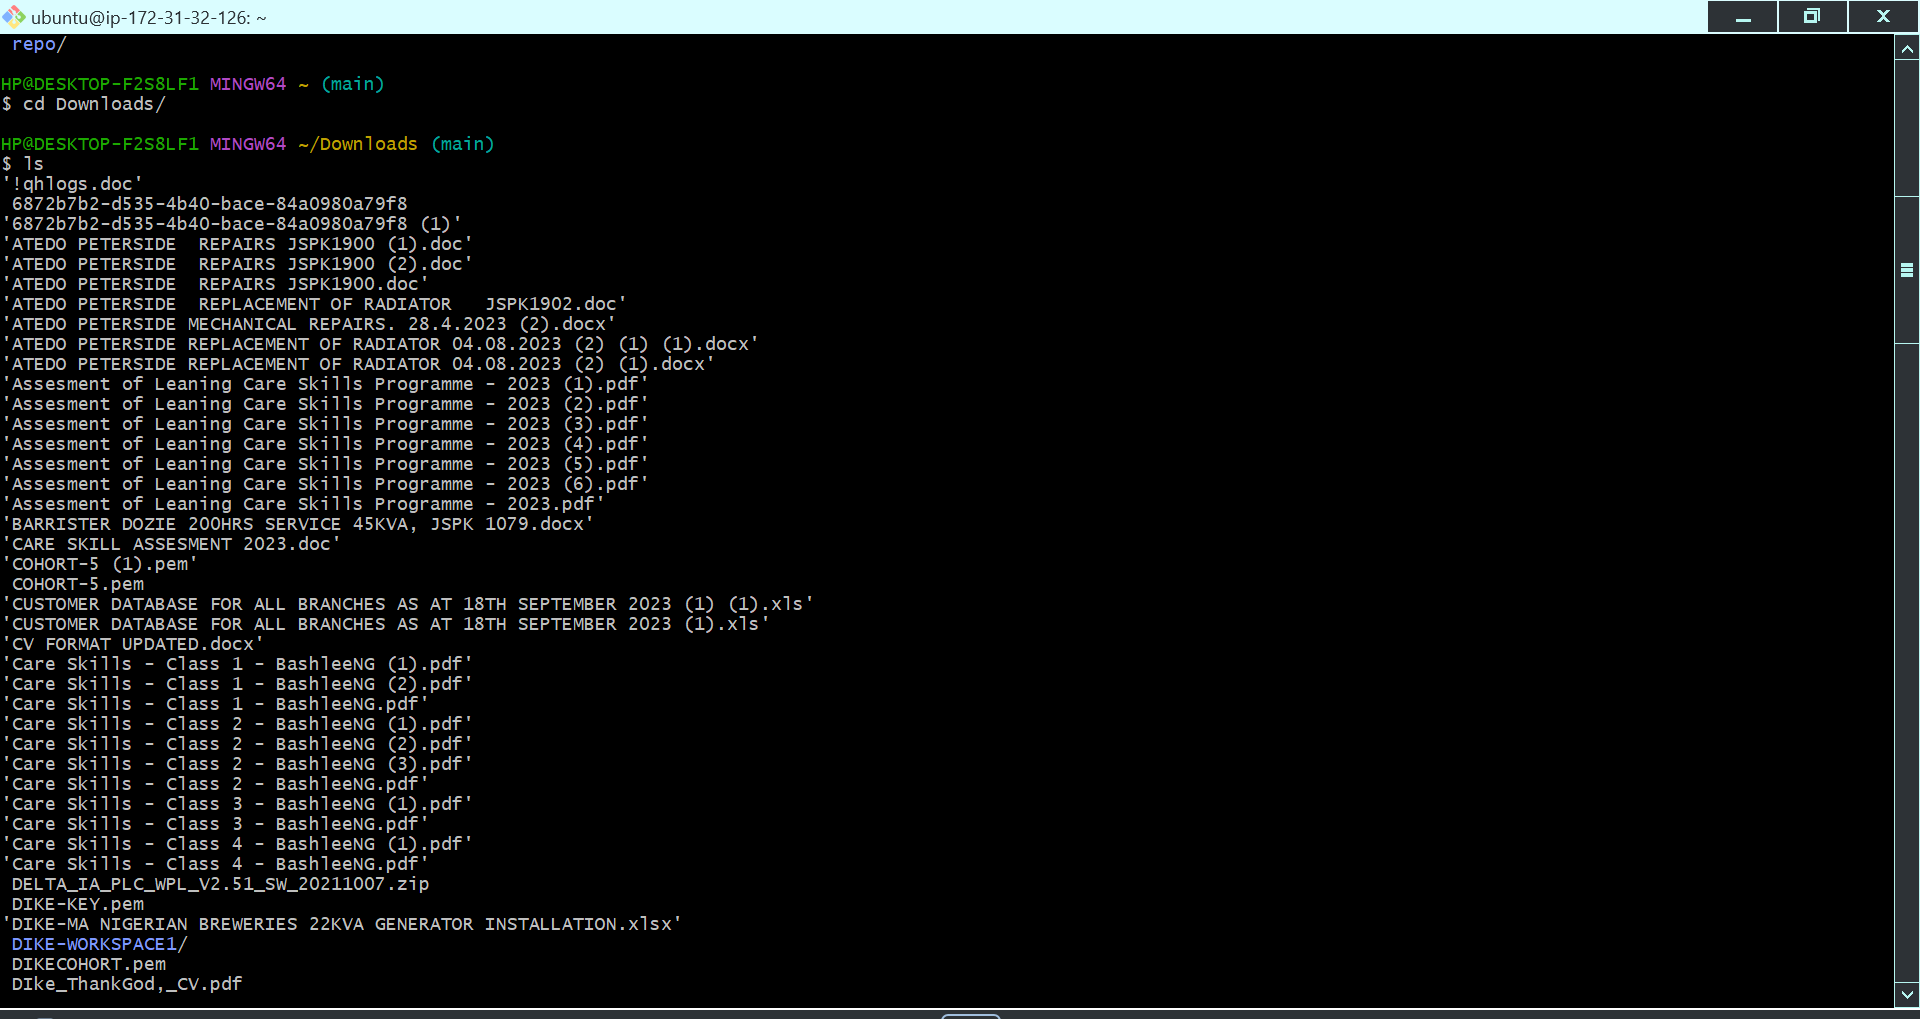 ubuntu@ip-172-31-32-126: ~
repo/
HP@DESKTOP-F2S8LF1 MINGW64 ~ (main)
$ cd Downloads/
HP@DESKTOP-F2S8LF1 MINGW64 ~/Downloads (main)
$ ls
'!qhlogs.doc'
6872b7b2-d535-4b40-bace-84a0980a79f8
'6872b7b2-d535-4b40-bace-84a0980a79f8 (1)'
'ATEDO PETERSIDE  REPAIRS JSPK1900 (1).doc'
'ATEDO PETERSIDE  REPAIRS JSPK1900 (2).doc'
'ATEDO PETERSIDE  REPAIRS JSPK1900.doc'
'ATEDO PETERSIDE  REPLACEMENT OF RADIATOR   JSPK1902.doc'
'ATEDO PETERSIDE MECHANICAL REPAIRS. 28.4.2023 (2).docx'
'ATEDO PETERSIDE REPLACEMENT OF RADIATOR 04.08.2023 (2) (1) (1).docx'
'ATEDO PETERSIDE REPLACEMENT OF RADIATOR 04.08.2023 (2) (1).docx'
'Assesment of Leaning Care Skills Programme - 2023 (1).pdf'
'Assesment of Leaning Care Skills Programme - 2023 (2).pdf'
'Assesment of Leaning Care Skills Programme - 2023 (3).pdf'
'Assesment of Leaning Care Skills Programme - 2023 (4).pdf'
'Assesment of Leaning Care Skills Programme - 2023 (5).pdf'
'Assesment of Leaning Care Skills Programme - 2023 (6).pdf'
'Assesment of Leaning Care Skills Programme - 2023.pdf'
'BARRISTER DOZIE 200HRS SERVICE 45KVA, JSPK 1079.docx'
'CARE SKILL ASSESMENT 2023.doc'
'COHORT-5 (1).pem'
COHORT-5.pem
'CUSTOMER DATABASE FOR ALL BRANCHES AS AT 18TH SEPTEMBER 2023 (1) (1).xls'
'CUSTOMER DATABASE FOR ALL BRANCHES AS AT 18TH SEPTEMBER 2023 (1).xls'
'CV FORMAT UPDATED.docx'
'Care Skills - Class 1 - BashleeNG (1).pdf'
'Care Skills - Class 1 - BashleeNG (2).pdf'
'Care Skills - Class 1 - BashleeNG.pdf'
'Care Skills - Class 2 - BashleeNG (1).pdf'
'Care Skills - Class 2 - BashleeNG (2).pdf'
'Care Skills - Class 2 - BashleeNG (3).pdf'
'Care Skills - Class 2 - BashleeNG.pdf'
'Care Skills - Class 3 - BashleeNG (1).pdf'
'Care Skills - Class 3 - BashleeNG.pdf'
'Care Skills - Class 4 - BashleeNG (1).pdf'
'Care Skills - Class 4 - BashleeNG.pdf'
DELTA_IA_PLC_WPL_V2.51_SW_20211007.zip
DIKE-KEY.pem
'DIKE-MA NIGERIAN BREWERIES 22KVA GENERATOR INSTALLATION.xlsx'
DIKE-WORKSPACE1/
DIKECOHORT.pem
DIke_ThankGod,_CV.pdf